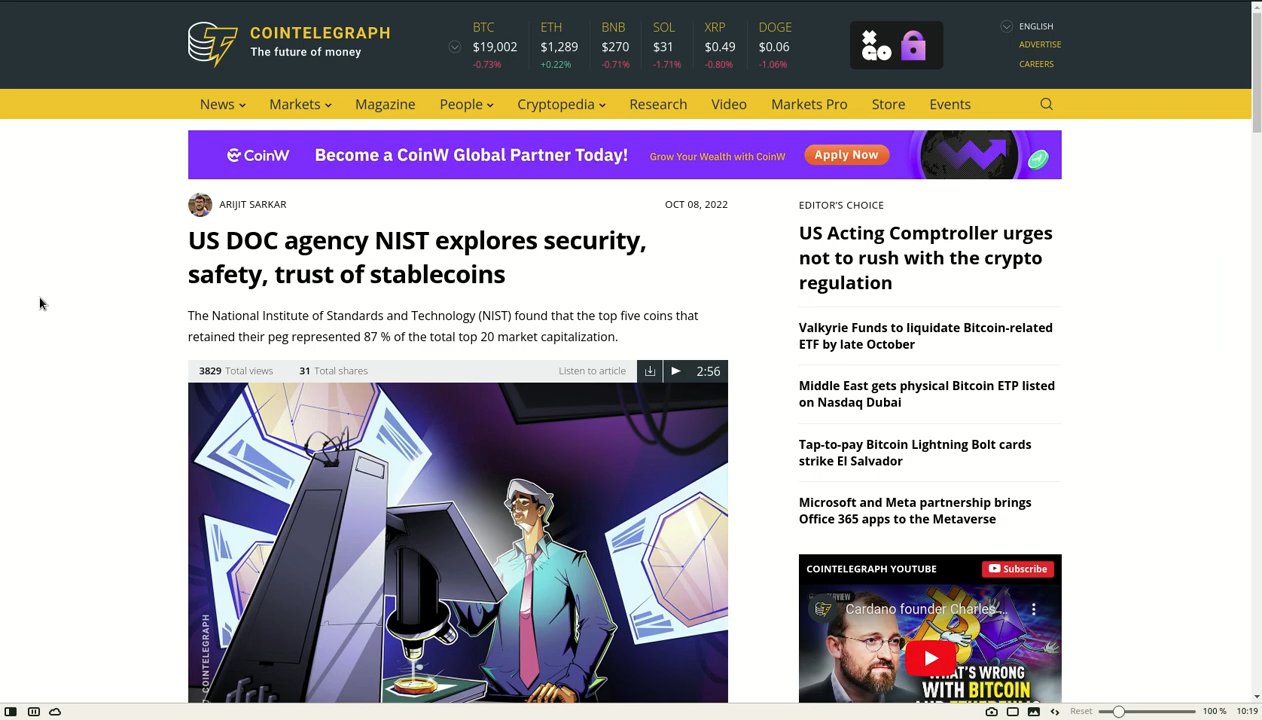 COINTELEGRAPH
The future of money
BTC
$19,002
-0.73%
ETH
$1,289
+0.22%
BNB
$270
-0.71%
SOL
$31
-1.71%
XRP
$0.49
-0.80%
DOGE
$0.06
-1.06%
GO
ENGLISH
ADVERTISE
CAREERS
News Markets Magazine People Cryptopedia Research Video Markets Pro Store Events
CoinW Become a CoinW Global Partner Today! Grow Your Wealth with CoinW Apply Now
ARIJIT SARKAR OCT 08, 2022
US DOC agency NIST explores security,
safety, trust of stablecoins
The National Institute of Standards and Technology (NIST) found that the top five coins that
retained their peg represented 87 % of the total top 20 market capitalization.
3829 Total views 31 Total shares Listen to article 2:56
COINTELEGRAPH
EDITOR'S CHOICE
US Acting Comptroller urges
not to rush with the crypto
regulation
Valkyrie Funds to liquidate Bitcoin-related
ETF by late October
Middle East gets physical Bitcoin ETP listed
on Nasdaq Dubai
Tap-to-pay Bitcoin Lightning Bolt cards
strike El Salvador
Microsoft and Meta partnership brings
Office 365 apps to the Metaverse
COINTELEGRAPH YOUTUBE Subscribe
Cardano founder Charles...
WHAT'S WRONG
WITH BITCOIN
Reset 100 % 10:19